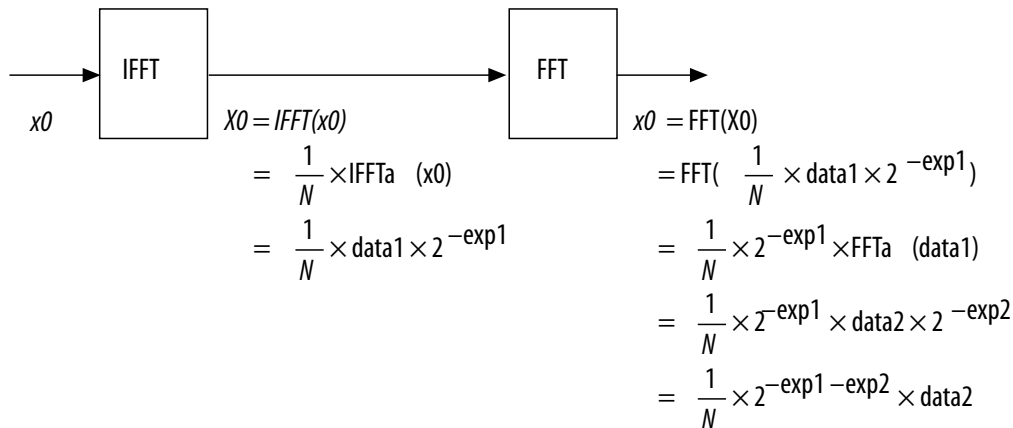 IFFT
FFT
x0
X0 = IFFT(x0)
= 1/N × IFFTa (x0)
= 1/N × data1 × 2^−exp1
x0 = FFT(X0)
= FFT( 1/N × data1 × 2^−exp1)
= 1/N × 2^−exp1 × FFTa (data1)
= 1/N × 2^−exp1 × data2 × 2^−exp2
= 1/N × 2^−exp1 −exp2 × data2